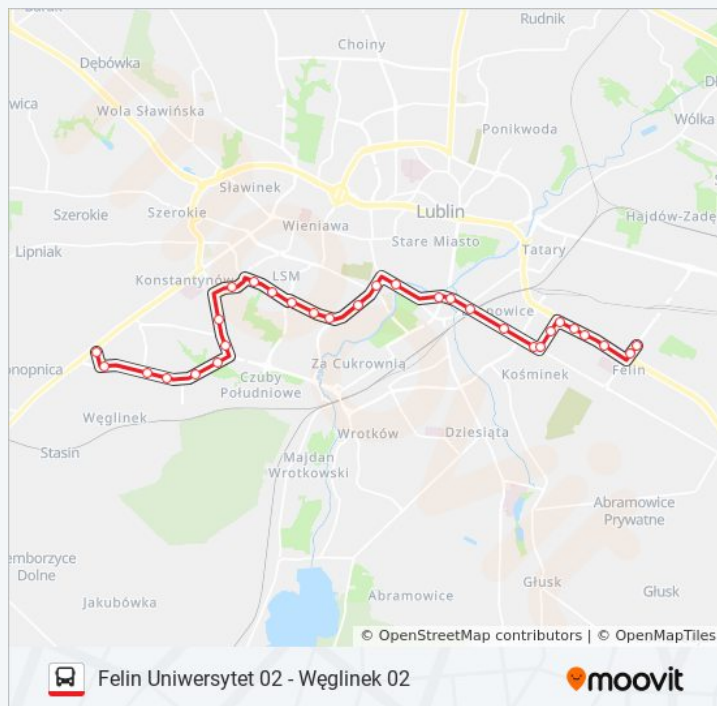 Rudnik
Choiny
Dębówka
Wola Sławińska
Ponikwoda
Wólka
Sławinek
Szerokie
Szerokie
Wieniawa
Lublin
Hajdów-Zadę
Stare Miasto
Tatary
Lipniak
Konstantynów
LSM
onopnica
Za Cukrownią
Kośminek
Felin
Czuby
Południowe
Węglinek
Wrotków
Dziesiąta
Stasin
Majdan
Wrotkowski
Abramowice
Prywatne
emborzyce
Dolne
Głusk
Głusk
Jakubówka
Abramowice
© OpenStreetMap contributors | © OpenMapTiles
Felin Uniwersytet 02 - Węglinek 02
moovit